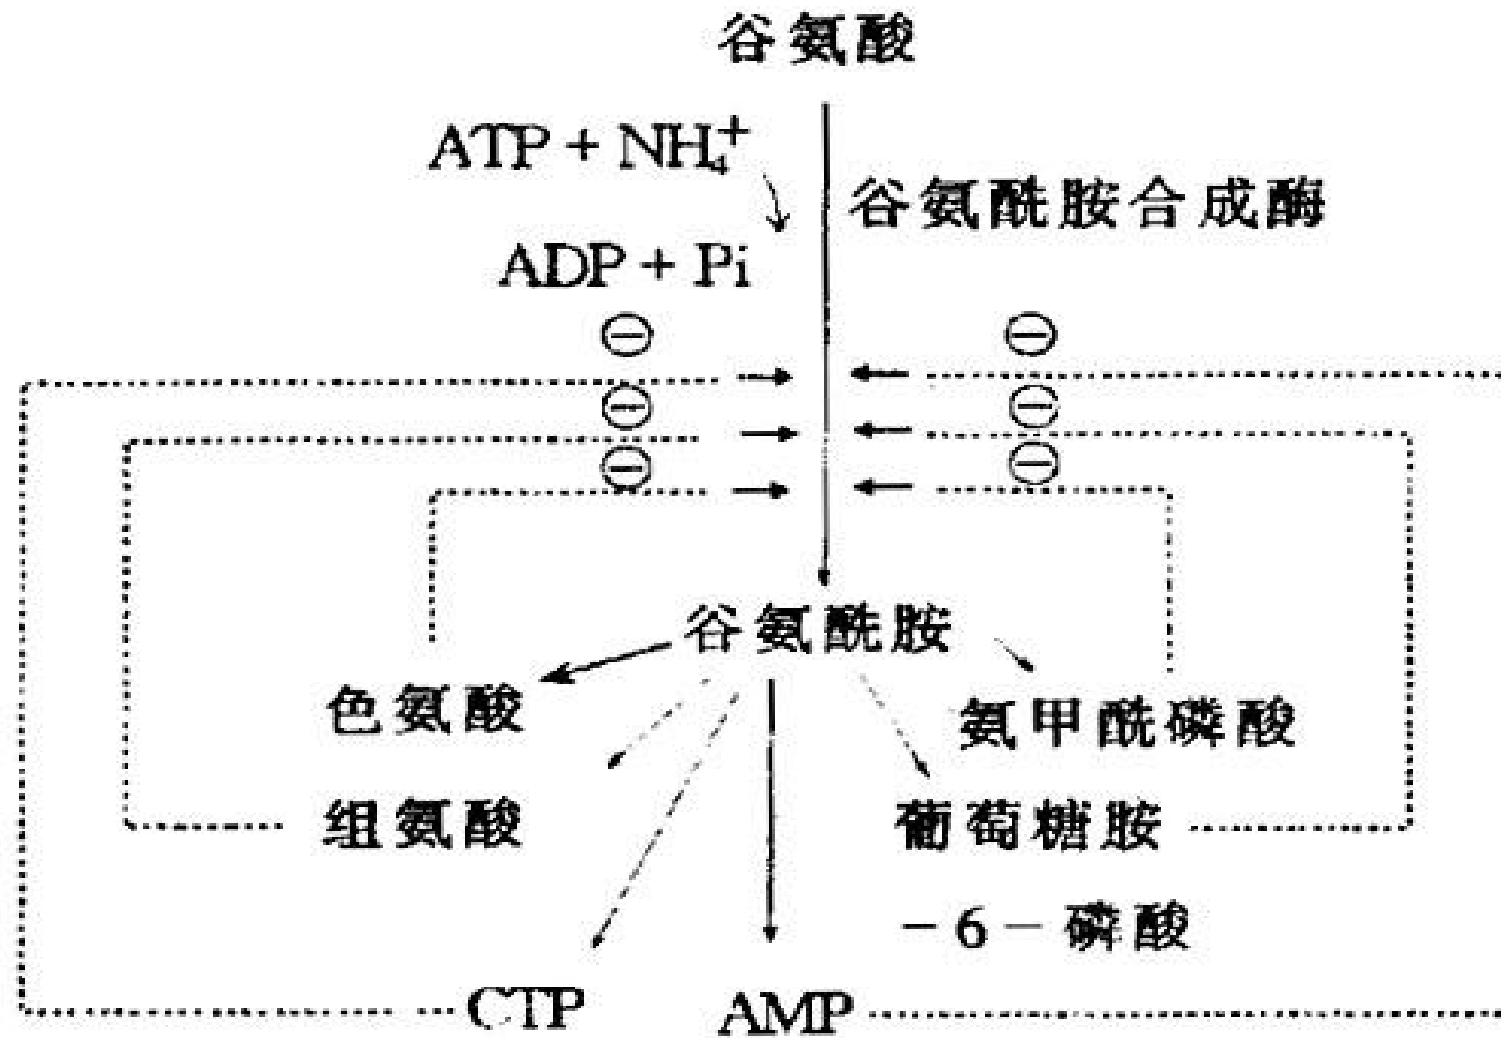 谷氨酸
ATP + NH₄⁺
谷氨酰胺合成酶
ADP + Pi
⊖ ⊖
⊖ ⊖
⊖ ⊖
谷氨酰胺
色氨酸
氨甲酰磷酸
组氨酸
葡萄糖胺
－6－磷酸
CTP
AMP